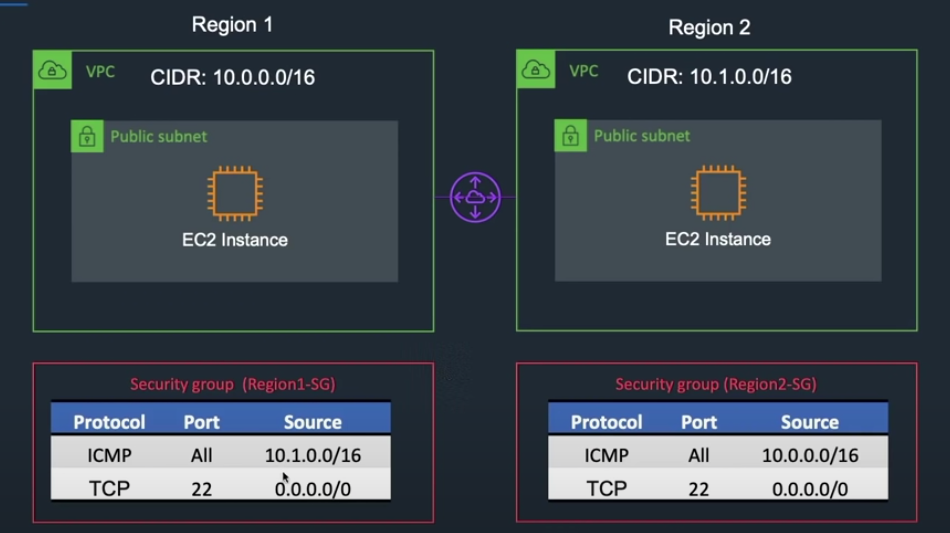 Region 1
VPC
CIDR: 10.0.0.0/16
Public subnet
EC2 Instance
Region 2
VPC
CIDR: 10.1.0.0/16
Public subnet
EC2 Instance
Security group (Region1-SG)
Protocol Port Source
ICMP All 10.1.0.0/16
TCP 22 0.0.0.0/0
Security group (Region2-SG)
Protocol Port Source
ICMP All 10.0.0.0/16
TCP 22 0.0.0.0/0